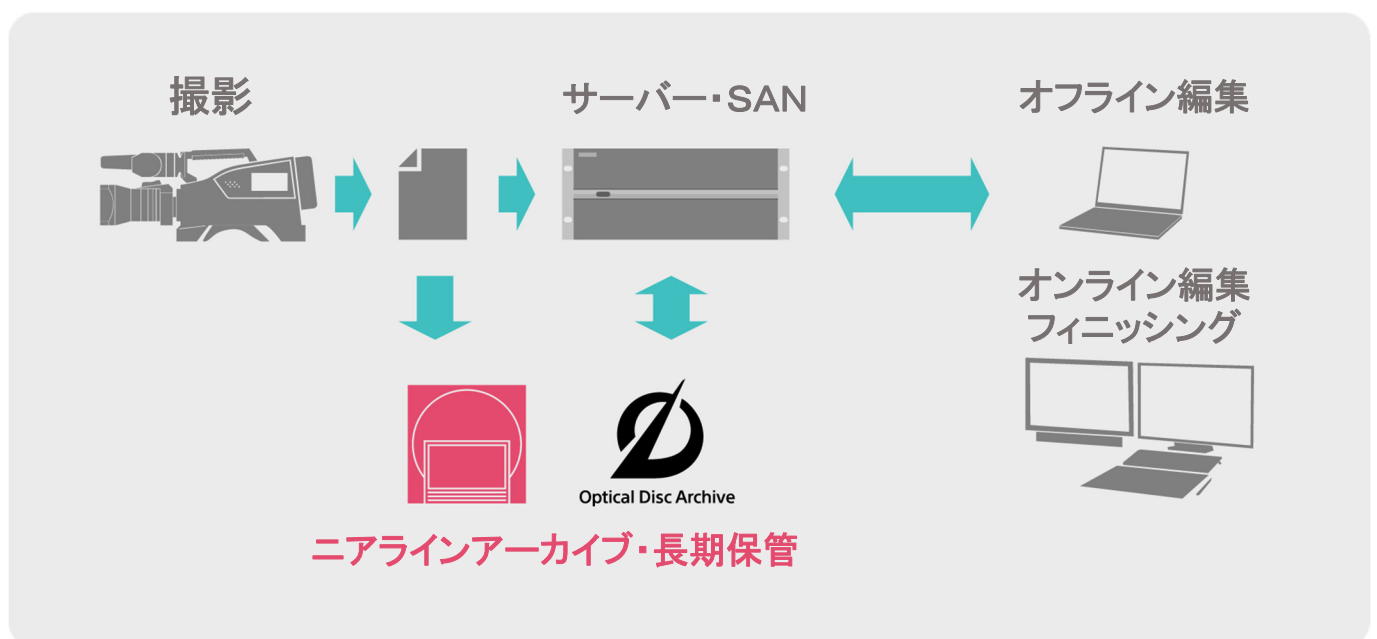 撮影
サーバー・SAN
オフライン編集
オンライン編集
フィニッシング
Optical Disc Archive
ニアラインアーカイブ・長期保管